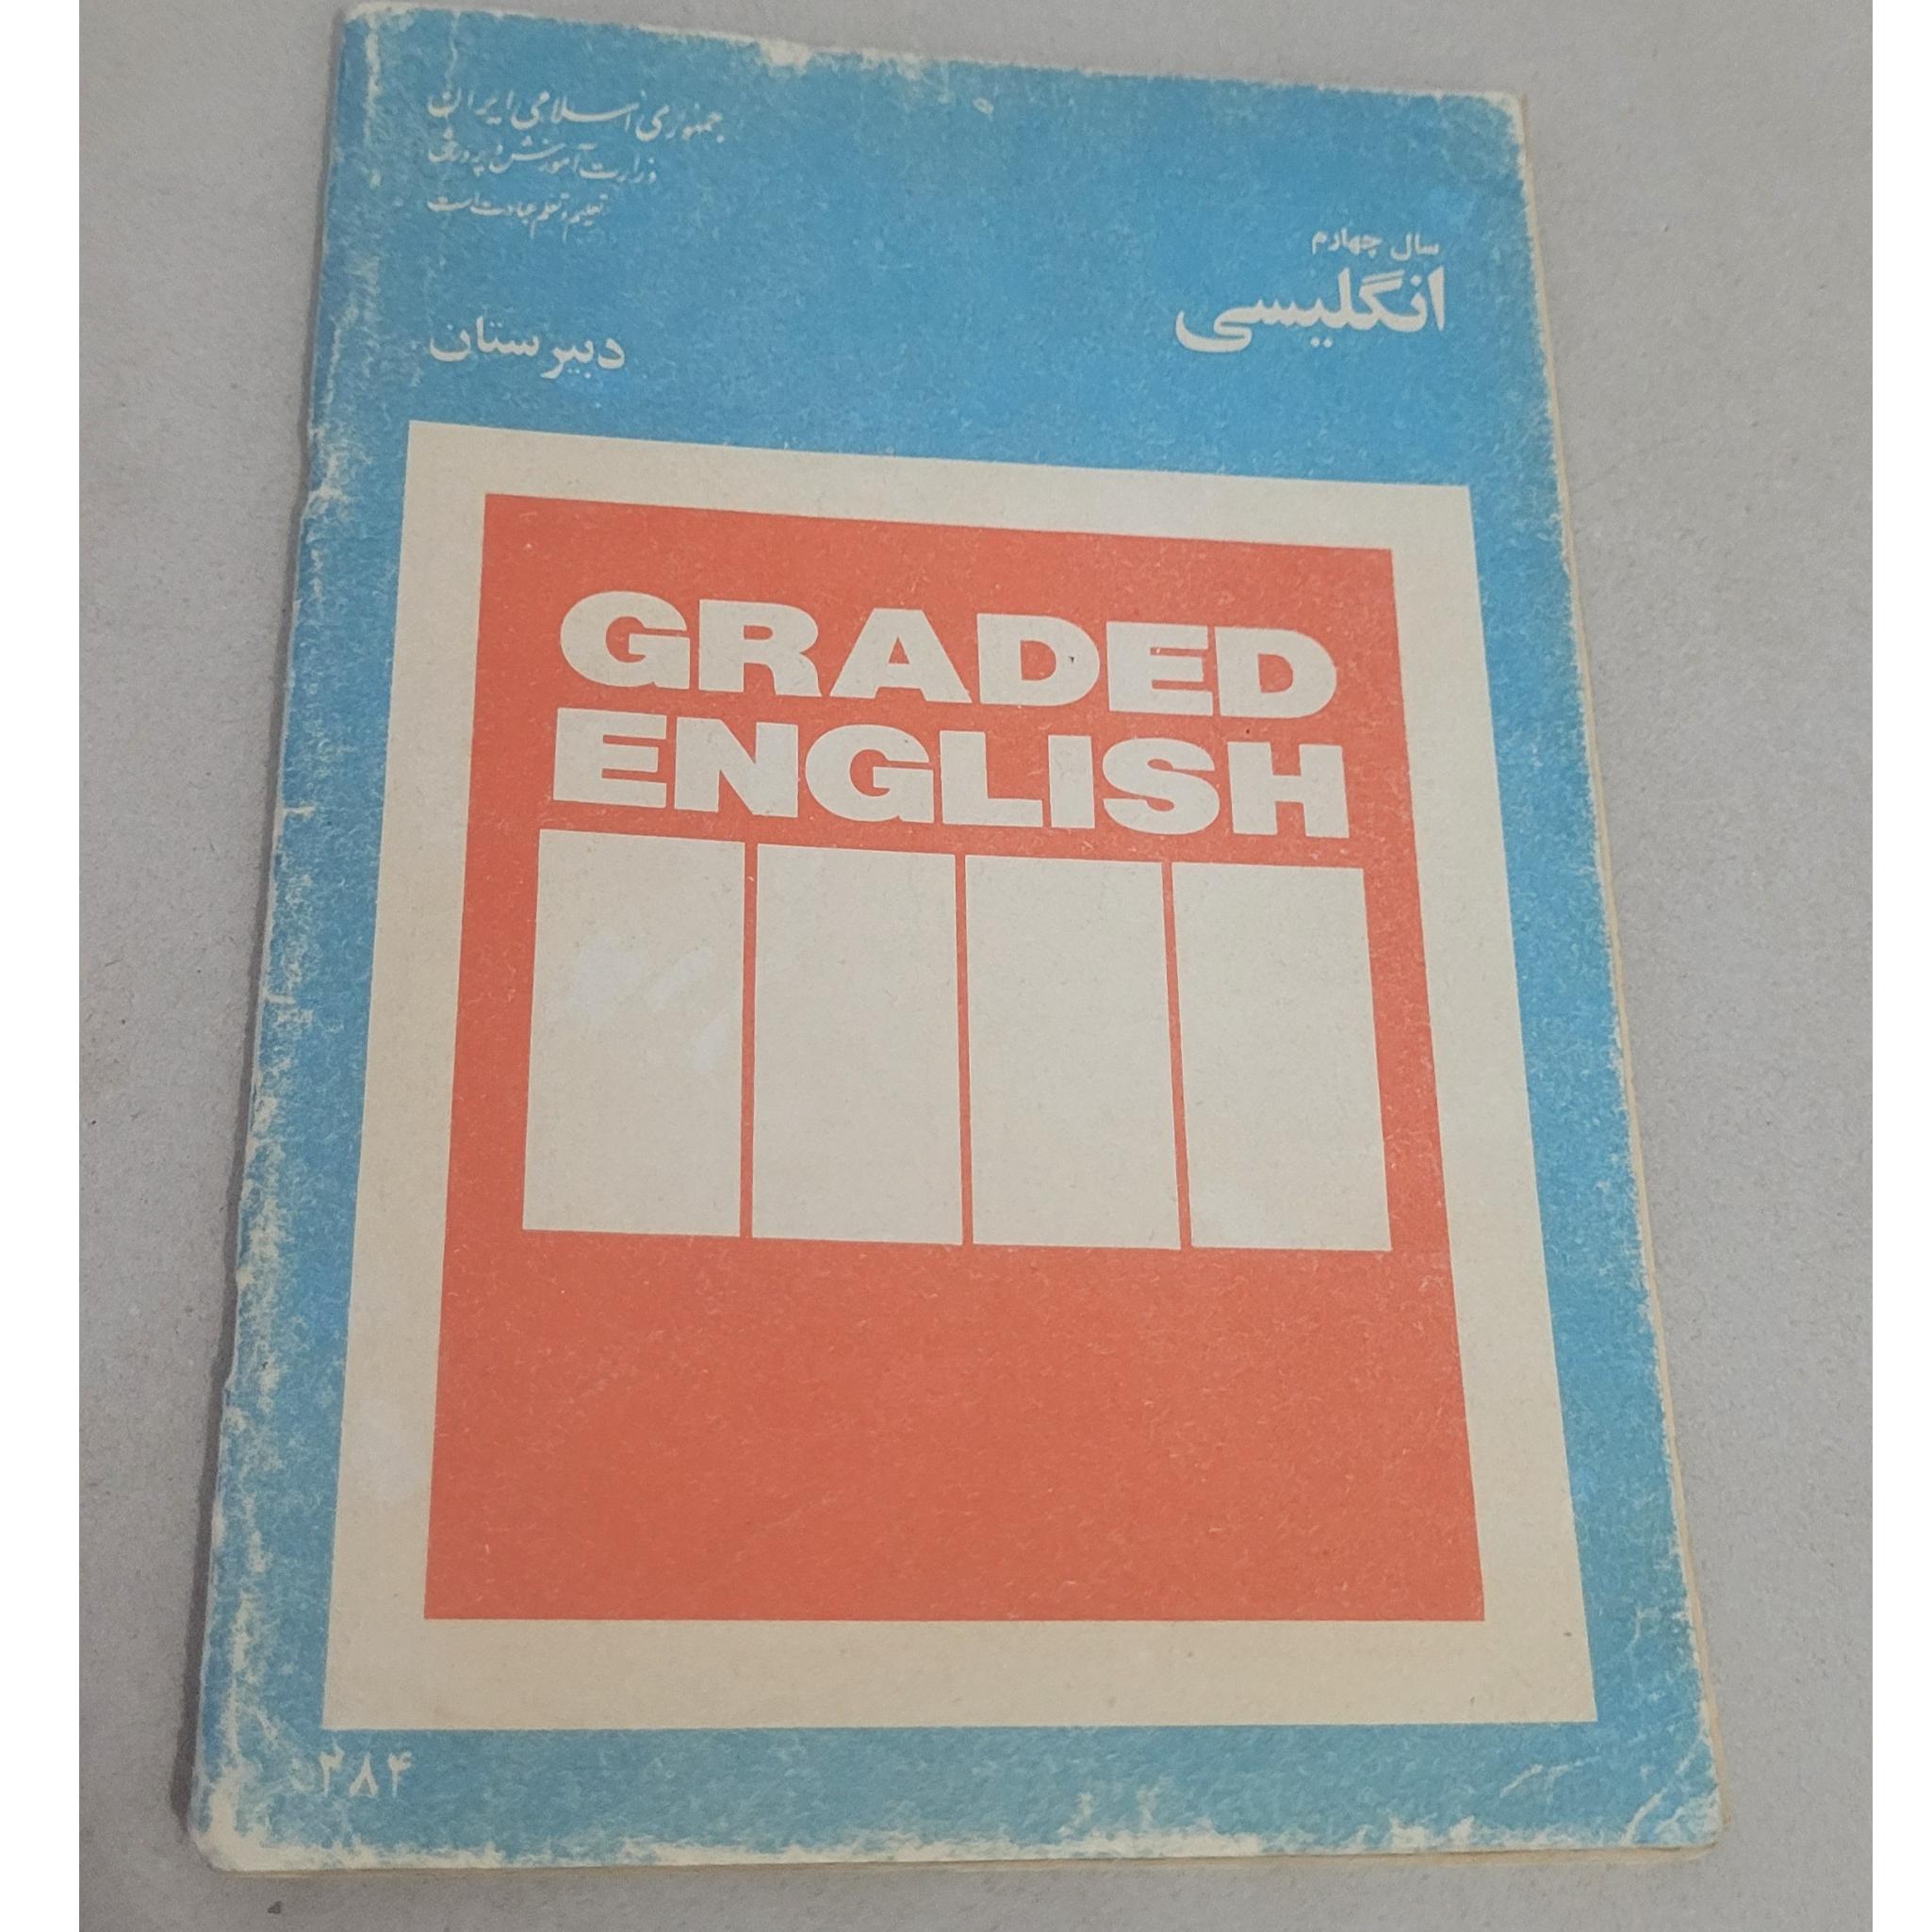 جمهوری اسلامی ایران
وزارت آموزش و پرورش
تعلیم و تعلم عبادت است
سال چهارم
انگلیسی
دبیرستان
GRADED
ENGLISH
۲۸۴